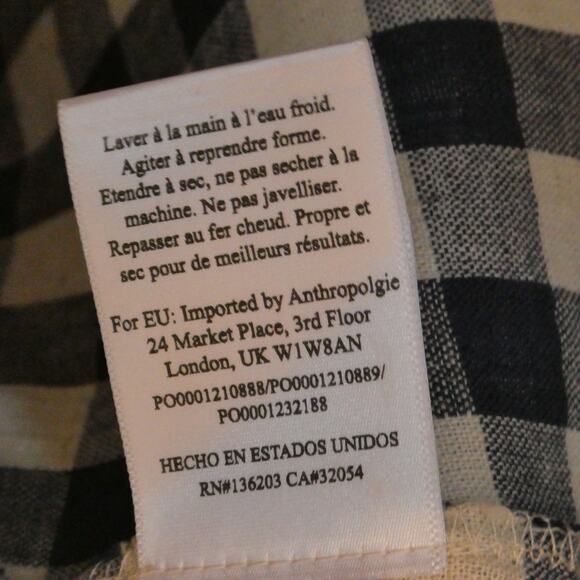 Laver à la main à l'eau froid.
Agiter à reprendre forme.
Etendre à sec, ne pas secher à la
machine. Ne pas javelliser.
Repasser au fer cheud. Propre et
sec pour de meilleurs résultats.
For EU: Imported by Anthropolgie
24 Market Place, 3rd Floor
London, UK W1W8AN
PO0001210888/PO0001210889/
PO0001232188
HECHO EN ESTADOS UNIDOS
RN#136203 CA#32054